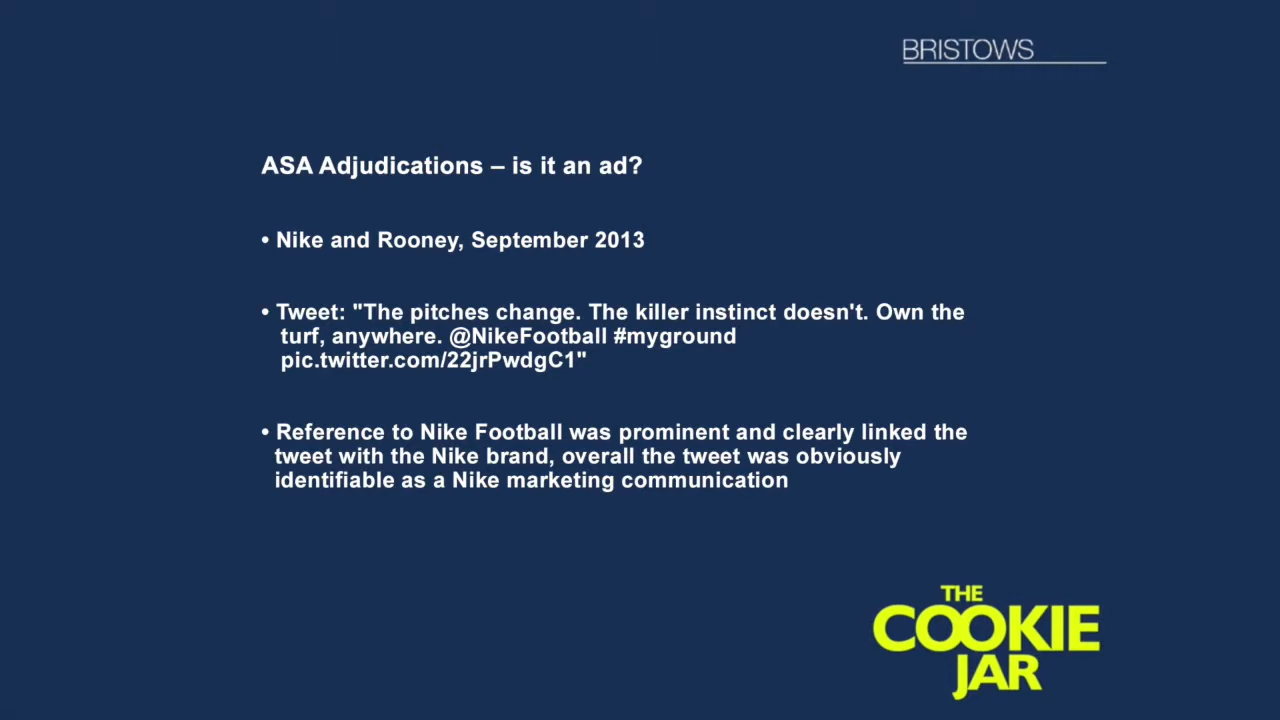 BRISTOWS
ASA Adjudications – is it an ad?
• Nike and Rooney, September 2013
• Tweet: "The pitches change. The killer instinct doesn't. Own the
turf, anywhere. @NikeFootball #myground
pic.twitter.com/22jrPwdgC1"
• Reference to Nike Football was prominent and clearly linked the
tweet with the Nike brand, overall the tweet was obviously
identifiable as a Nike marketing communication
THE
COOKIE
JAR